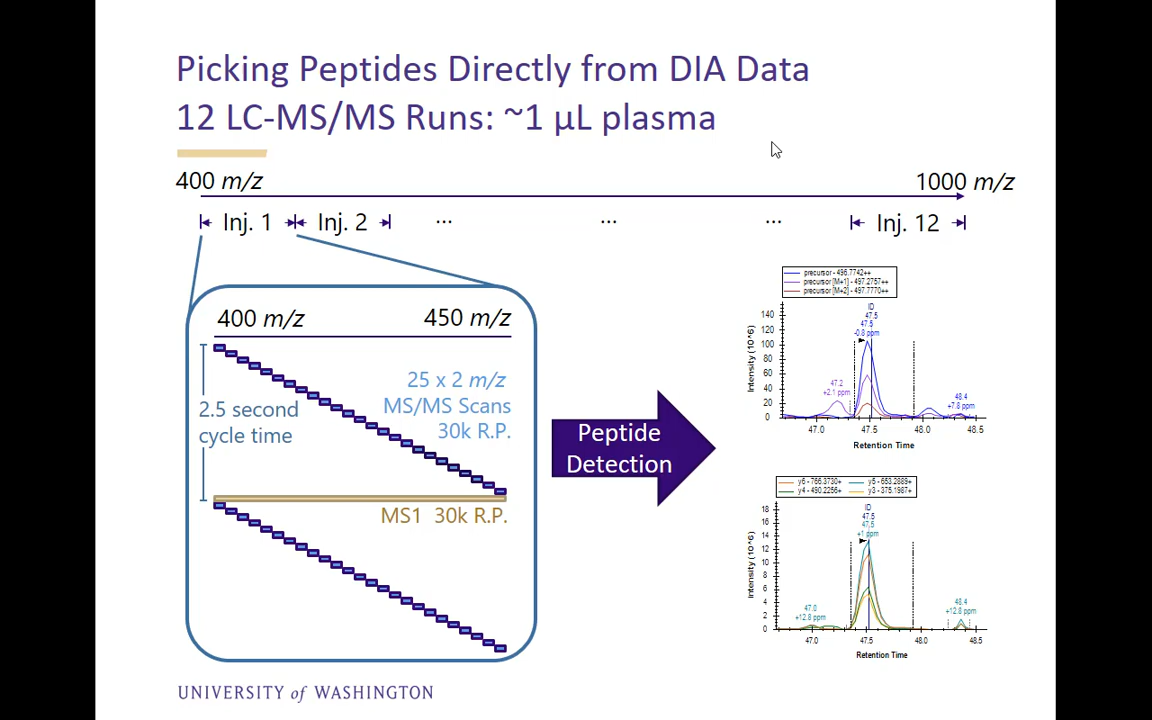 Picking Peptides Directly from DIA Data
12 LC-MS/MS Runs: ~1 µL plasma
400 m/z
1000 m/z
Inj. 1
Inj. 2
...
...
...
Inj. 12
400 m/z
450 m/z
25 x 2 m/z
MS/MS Scans
30k R.P.
2.5 second
cycle time
MS1 30k R.P.
Peptide
Detection
precursor - 496.7742++
precursor [M+1] - 497.2757++
precursor [M+2] - 497.7770++
Intensity (10^6)
140
120
100
80
60
40
20
0
ID
47.5
47.5
-0.8 ppm
47.2
+2.1 ppm
48.4
+7.8 ppm
47.0
47.5
48.0
48.5
Retention Time
y6 - 766.3730+
y5 - 653.2889+
y4 - 490.2256+
y3 - 375.1987+
Intensity (10^6)
18
16
14
12
10
8
6
4
2
0
ID
47.5
47.5
+1 ppm
47.0
+12.8 ppm
48.4
+12.8 ppm
47.0
47.5
48.0
48.5
Retention Time
UNIVERSITY of WASHINGTON